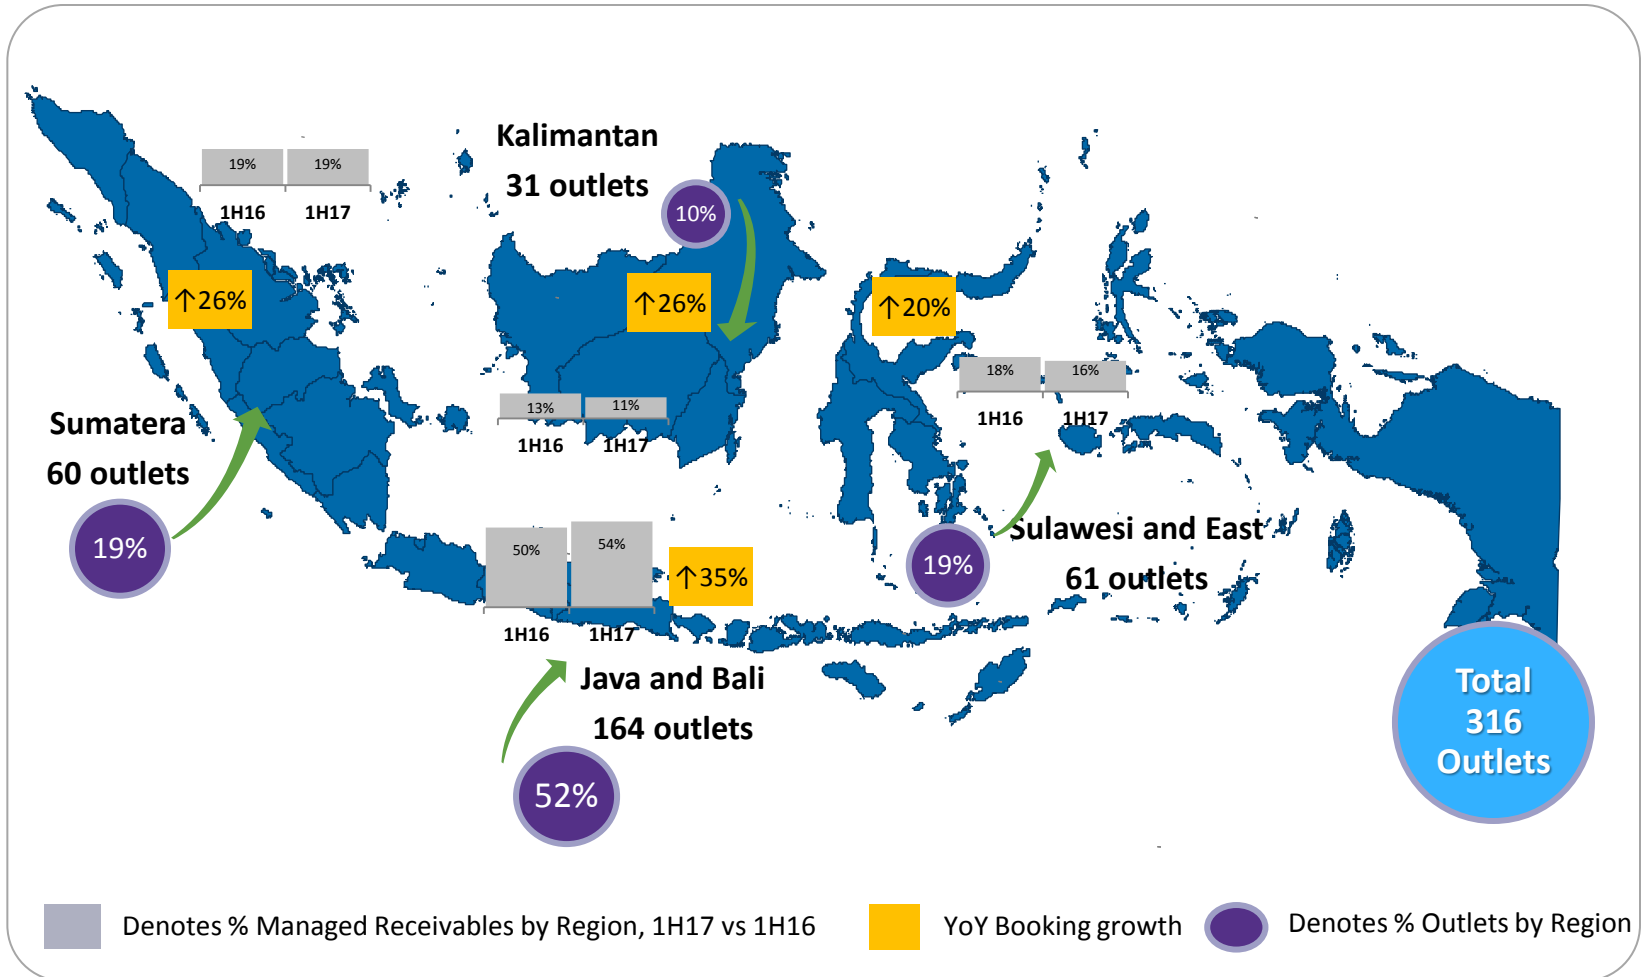 Kalimantan
31 outlets
10%
19% 19%
1H16 1H17
↑26%
↑26%
↑20%
18% 16%
1H16 1H17
13% 11%
1H16 1H17
Sumatera
60 outlets
19%
50% 54%
1H16 1H17
↑35%
Java and Bali
164 outlets
52%
Sulawesi and East
61 outlets
19%
Total
316
Outlets
Denotes % Managed Receivables by Region, 1H17 vs 1H16
YoY Booking growth
Denotes % Outlets by Region